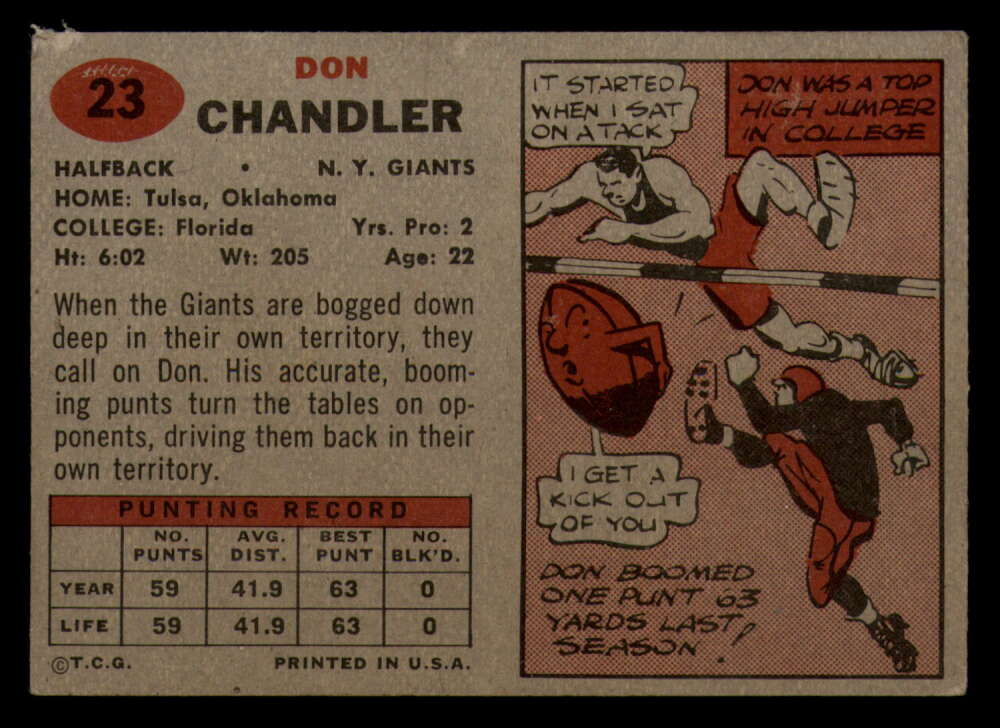 23
DON
CHANDLER
HALFBACK • N. Y. GIANTS
HOME: Tulsa, Oklahoma
COLLEGE: Florida Yrs. Pro: 2
Ht: 6:02 Wt: 205 Age: 22
When the Giants are bogged down
deep in their own territory, they
call on Don. His accurate, boom-
ing punts turn the tables on op-
ponents, driving them back in their
own territory.
PUNTING RECORD
NO. PUNTS AVG. DIST. BEST PUNT NO. BLK'D.
YEAR 59 41.9 63 0
LIFE 59 41.9 63 0
©T.C.G. PRINTED IN U.S.A.
IT STARTED
WHEN I SAT
ON A TACK
DON WAS A TOP
HIGH JUMPER
IN COLLEGE
I GET A
KICK OUT
OF YOU
DON BOOMED
ONE PUNT 63
YARDS LAST
SEASON!